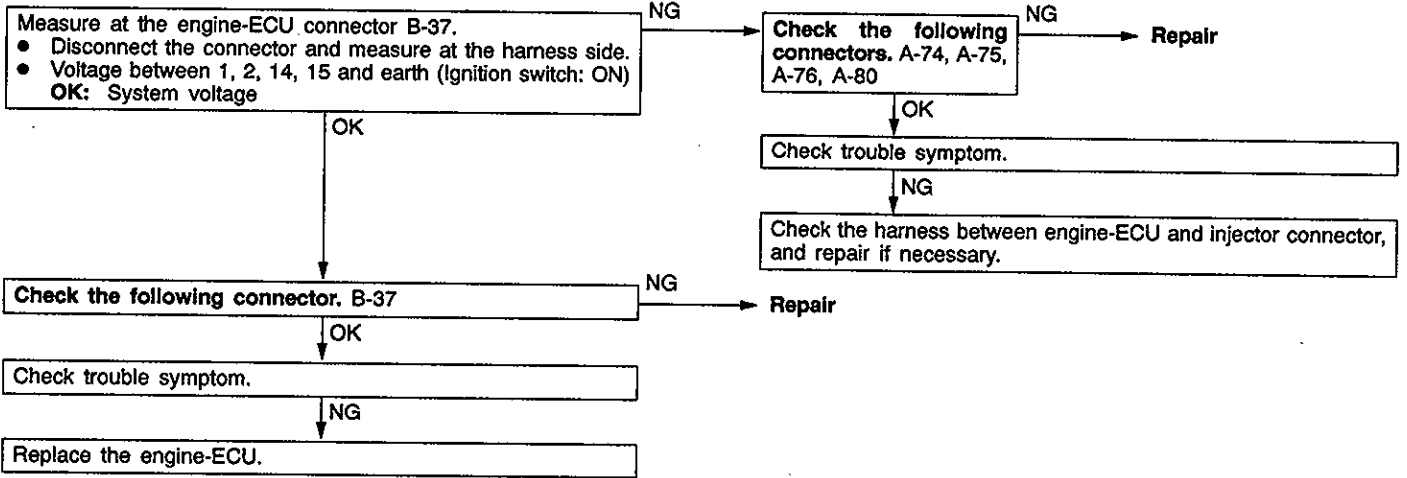 Measure at the engine-ECU connector B-37.
● Disconnect the connector and measure at the harness side.
● Voltage between 1, 2, 14, 15 and earth (Ignition switch: ON)
OK: System voltage
NG
Check the following
connectors. A-74, A-75,
A-76, A-80
NG
Repair
OK
Check trouble symptom.
NG
Check the harness between engine-ECU and injector connector,
and repair if necessary.
OK
Check the following connector. B-37
NG
Repair
OK
Check trouble symptom.
NG
Replace the engine-ECU.